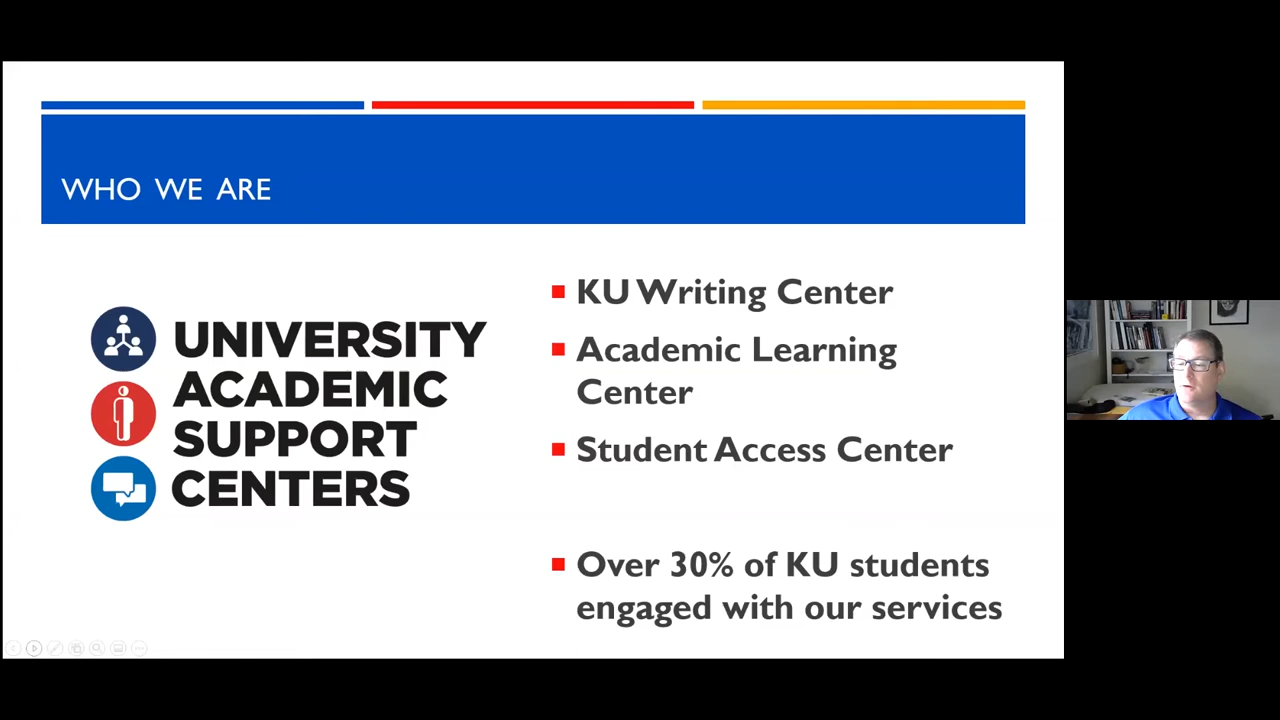 WHO WE ARE
UNIVERSITY
ACADEMIC
SUPPORT
CENTERS
KU Writing Center
Academic Learning
Center
Student Access Center
Over 30% of KU students
engaged with our services